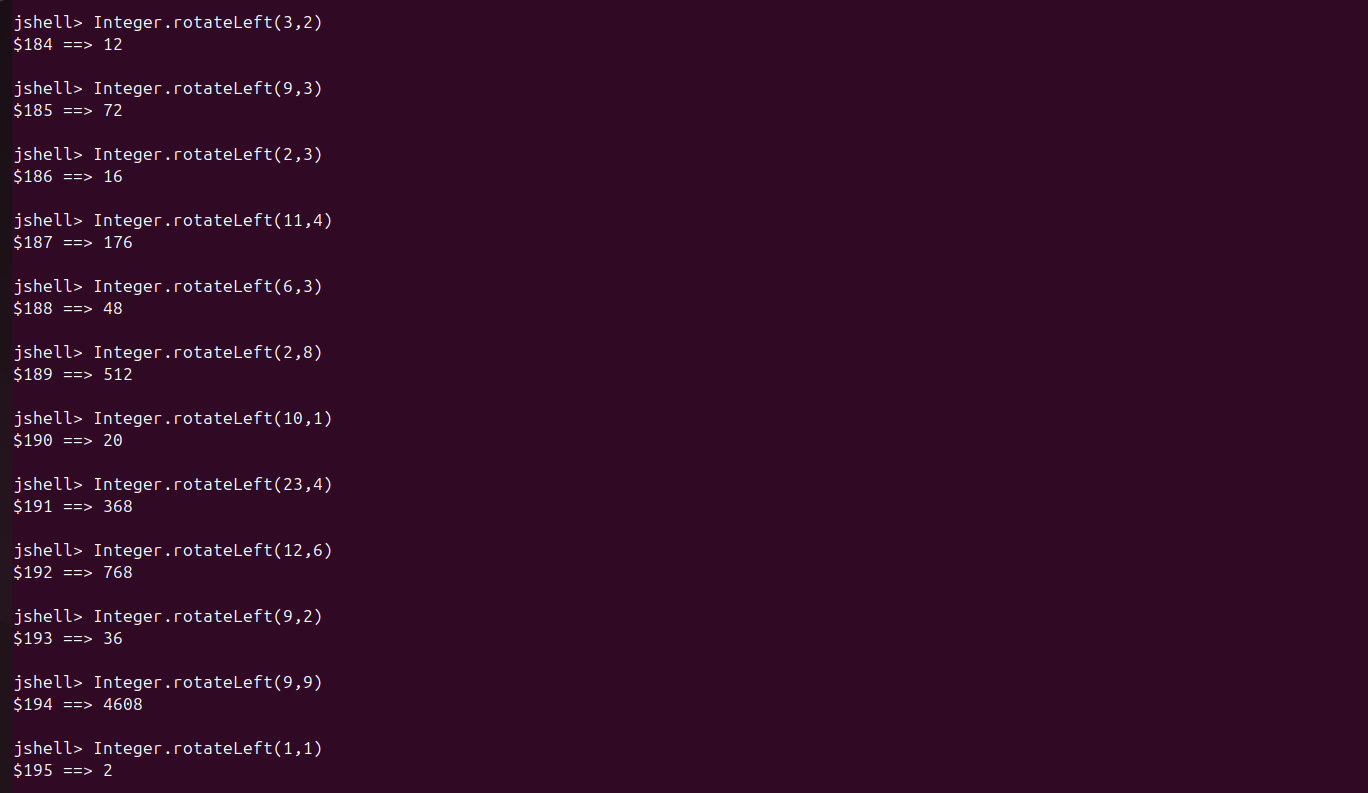 jshell> Integer.rotateLeft(3,2)
$184 ==> 12
jshell> Integer.rotateLeft(9,3)
$185 ==> 72
jshell> Integer.rotateLeft(2,3)
$186 ==> 16
jshell> Integer.rotateLeft(11,4)
$187 ==> 176
jshell> Integer.rotateLeft(6,3)
$188 ==> 48
jshell> Integer.rotateLeft(2,8)
$189 ==> 512
jshell> Integer.rotateLeft(10,1)
$190 ==> 20
jshell> Integer.rotateLeft(23,4)
$191 ==> 368
jshell> Integer.rotateLeft(12,6)
$192 ==> 768
jshell> Integer.rotateLeft(9,2)
$193 ==> 36
jshell> Integer.rotateLeft(9,9)
$194 ==> 4608
jshell> Integer.rotateLeft(1,1)
$195 ==> 2